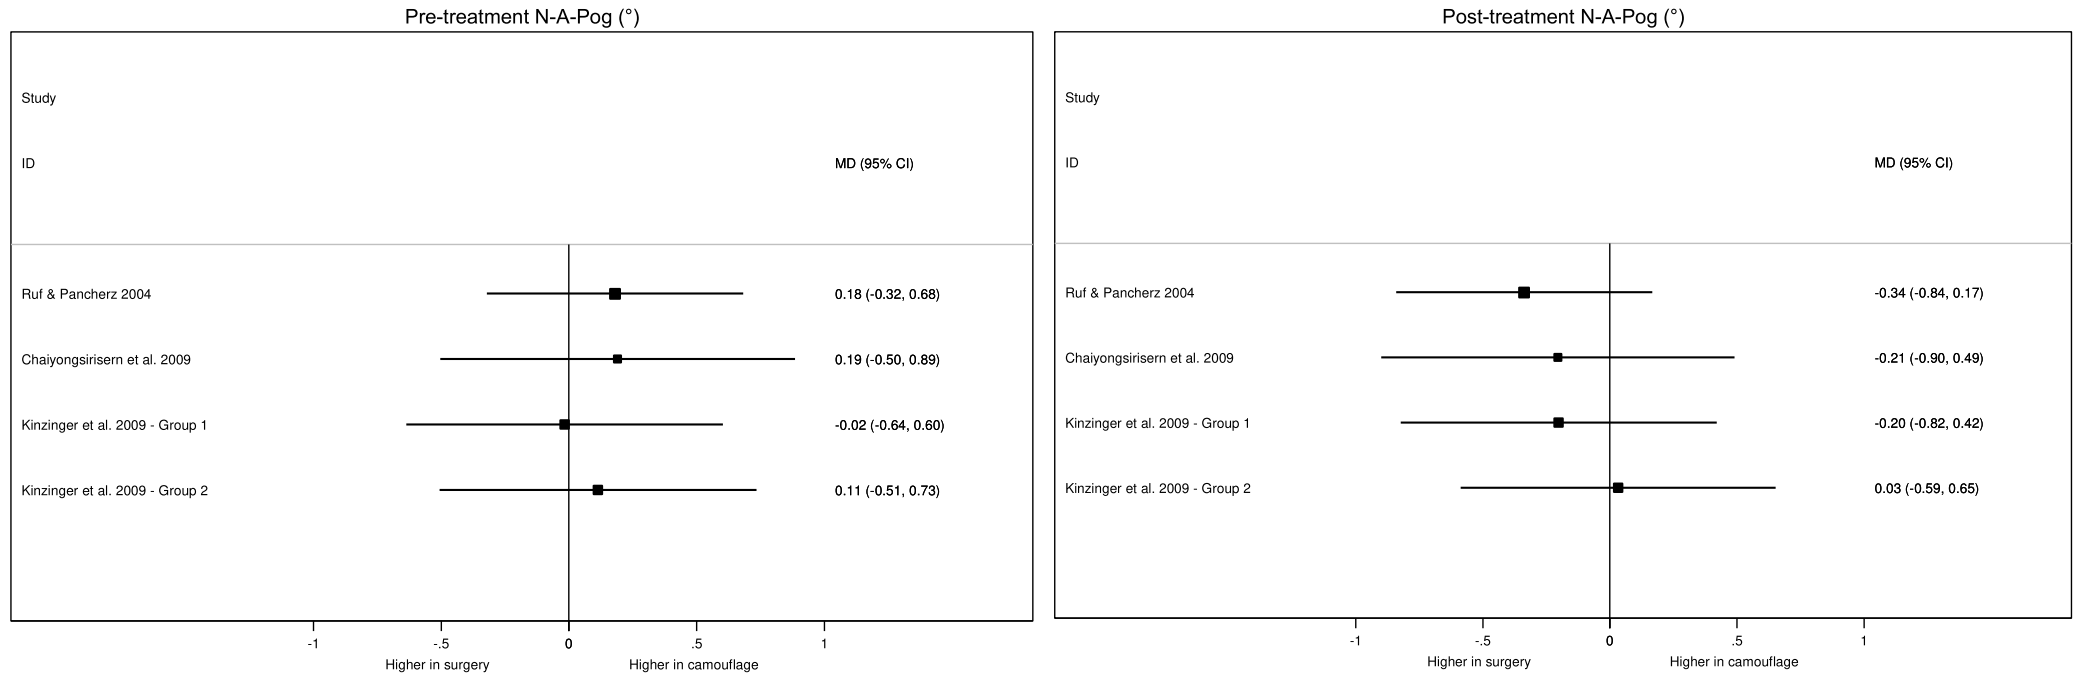 Pre-treatment N-A-Pog (°)
Study
ID
MD (95% CI)
Ruf & Pancherz 2004
0.18 (-0.32, 0.68)
Chaiyongsirisern et al. 2009
0.19 (-0.50, 0.89)
Kinzinger et al. 2009 - Group 1
-0.02 (-0.64, 0.60)
Kinzinger et al. 2009 - Group 2
0.11 (-0.51, 0.73)
-1 -.5 0 .5 1
Higher in surgery Higher in camouflage
Post-treatment N-A-Pog (°)
Study
ID
MD (95% CI)
Ruf & Pancherz 2004
-0.34 (-0.84, 0.17)
Chaiyongsirisern et al. 2009
-0.21 (-0.90, 0.49)
Kinzinger et al. 2009 - Group 1
-0.20 (-0.82, 0.42)
Kinzinger et al. 2009 - Group 2
0.03 (-0.59, 0.65)
-1 -.5 0 .5 1
Higher in surgery Higher in camouflage